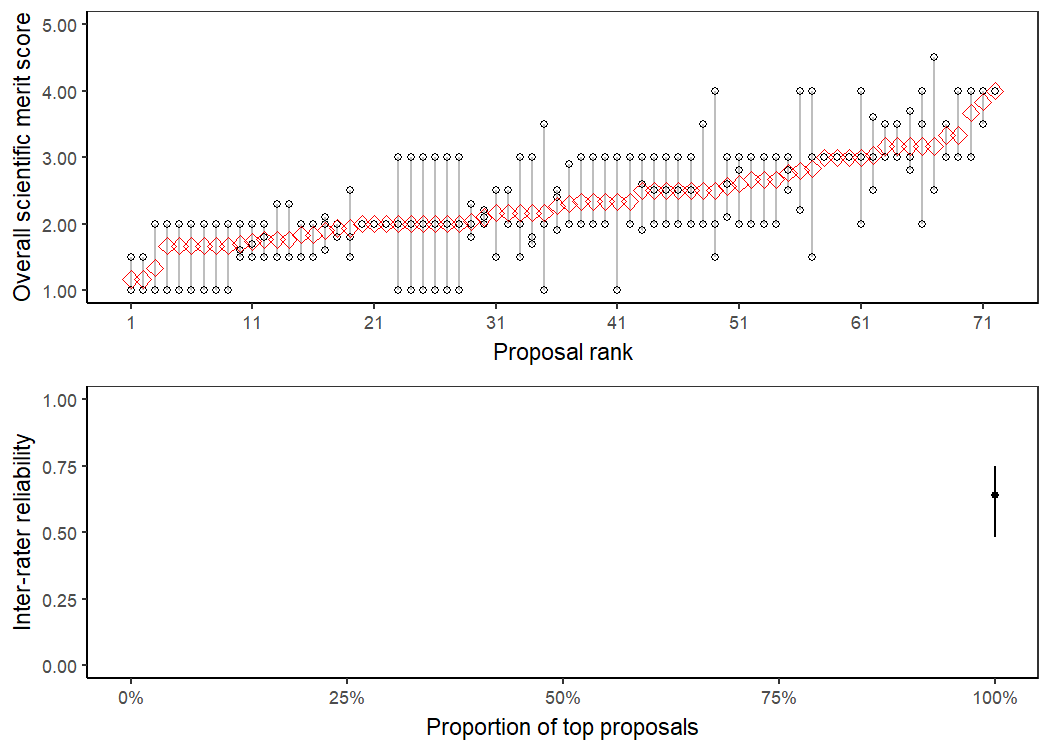 Overall scientific merit score
5.00
4.00
3.00
2.00
1.00
1 11 21 31 41 51 61 71
Proposal rank
Inter-rater reliability
1.00
0.75
0.50
0.25
0.00
0% 25% 50% 75% 100%
Proportion of top proposals